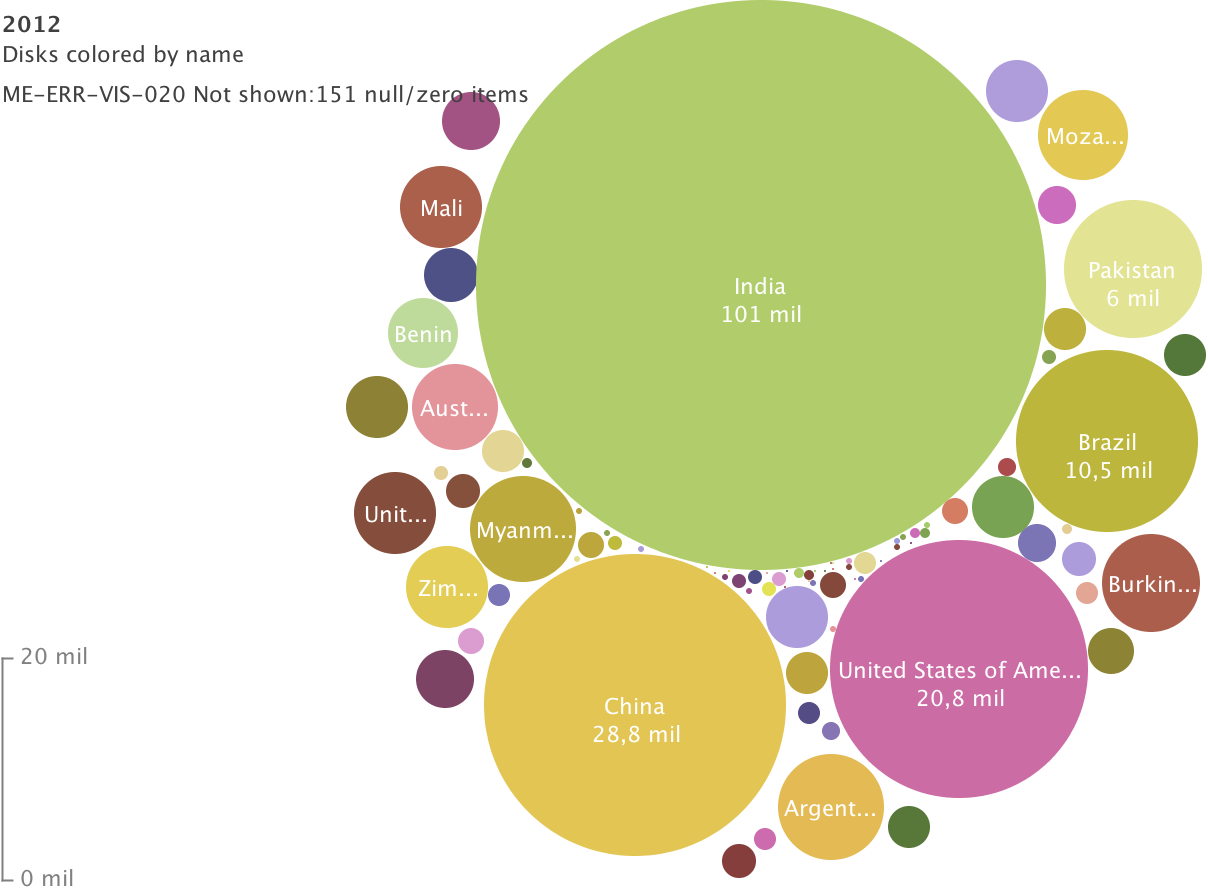 2012
Disks colored by name
ME-ERR-VIS-020 Not shown:151 null/zero items
Moza...
Mali
Pakistan
6 mil
India
101 mil
Benin
Aust...
Brazil
10,5 mil
Unit...
Myanm...
Zim...
Burkin...
20 mil
United States of Ame...
20,8 mil
China
28,8 mil
Argent...
0 mil